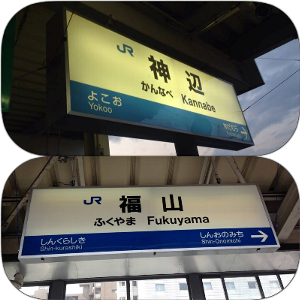 JR 神辺
かんなべ Kannabe
よこお
Yokoo
JR 福山
ふくやま Fukuyama
しんくらしき しんおのみち
Shin-kurashiki Shin-Onomichi